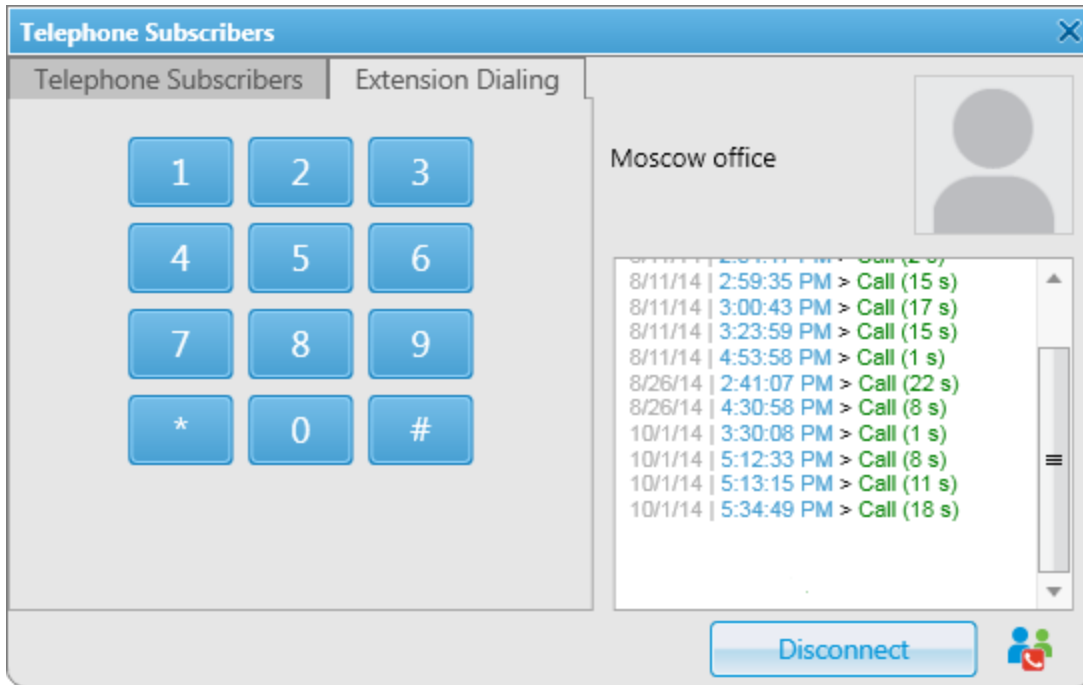 Telephone Subscribers
Telephone Subscribers
Extension Dialing
1 2 3
4 5 6
7 8 9
* 0 #
Moscow office
8/11/14 | 2:59:35 PM > Call (15 s)
8/11/14 | 3:00:43 PM > Call (17 s)
8/11/14 | 3:23:59 PM > Call (15 s)
8/11/14 | 4:53:58 PM > Call (1 s)
8/26/14 | 2:41:07 PM > Call (22 s)
8/26/14 | 4:30:58 PM > Call (8 s)
10/1/14 | 3:30:08 PM > Call (1 s)
10/1/14 | 5:12:33 PM > Call (8 s)
10/1/14 | 5:13:15 PM > Call (11 s)
10/1/14 | 5:34:49 PM > Call (18 s)
Disconnect